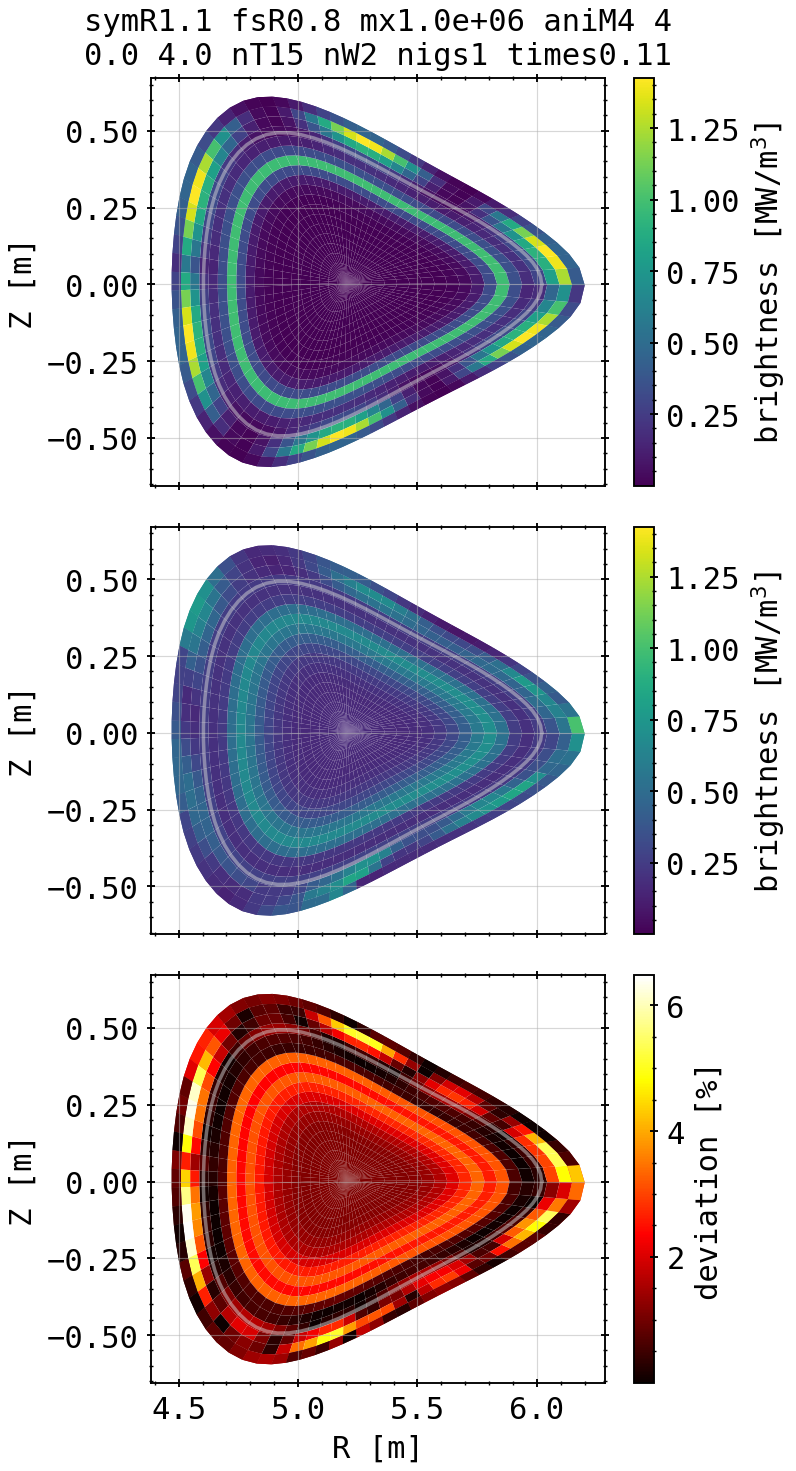 symR1.1 fsR0.8 mx1.0e+06 aniM4 4
0.0 4.0 nT15 nW2 nigs1 times0.11
0.50
0.25
0.00
−0.25
−0.50
Z [m]
1.25
1.00
0.75
0.50
0.25
brightness [MW/m³]
0.50
0.25
0.00
−0.25
−0.50
Z [m]
1.25
1.00
0.75
0.50
0.25
brightness [MW/m³]
0.50
0.25
0.00
−0.25
−0.50
Z [m]
6
4
2
deviation [%]
4.5 5.0 5.5 6.0
R [m]